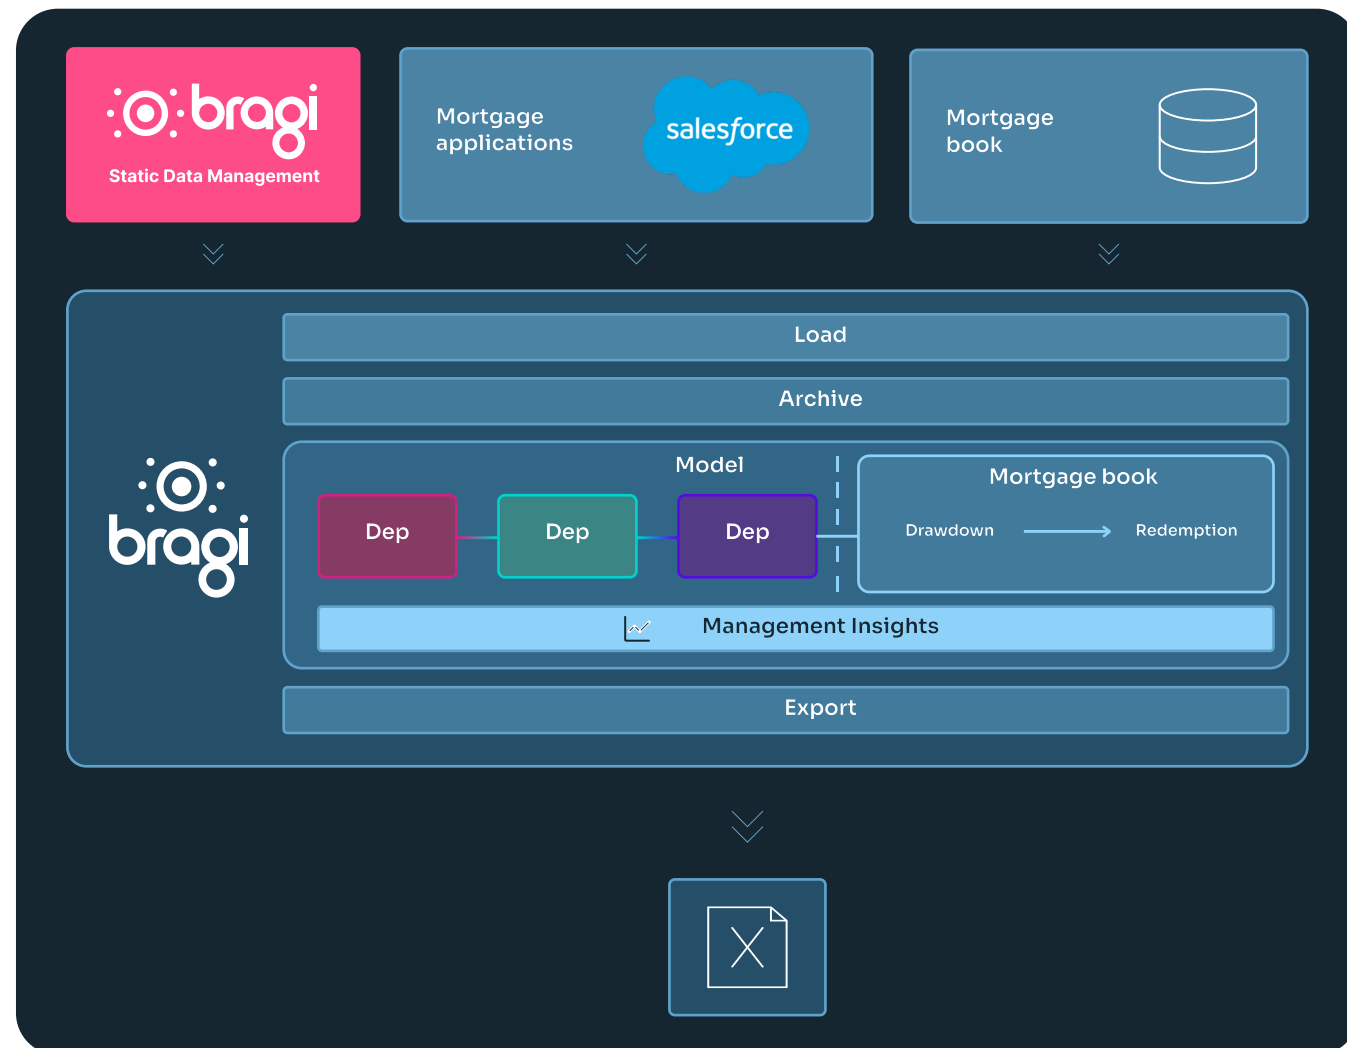 bragi
Static Data Management
Mortgage
applications
salesforce
Mortgage
book
Load
Archive
bragi
Model
Dep
Dep
Dep
Mortgage book
Drawdown
Redemption
Management Insights
Export
X